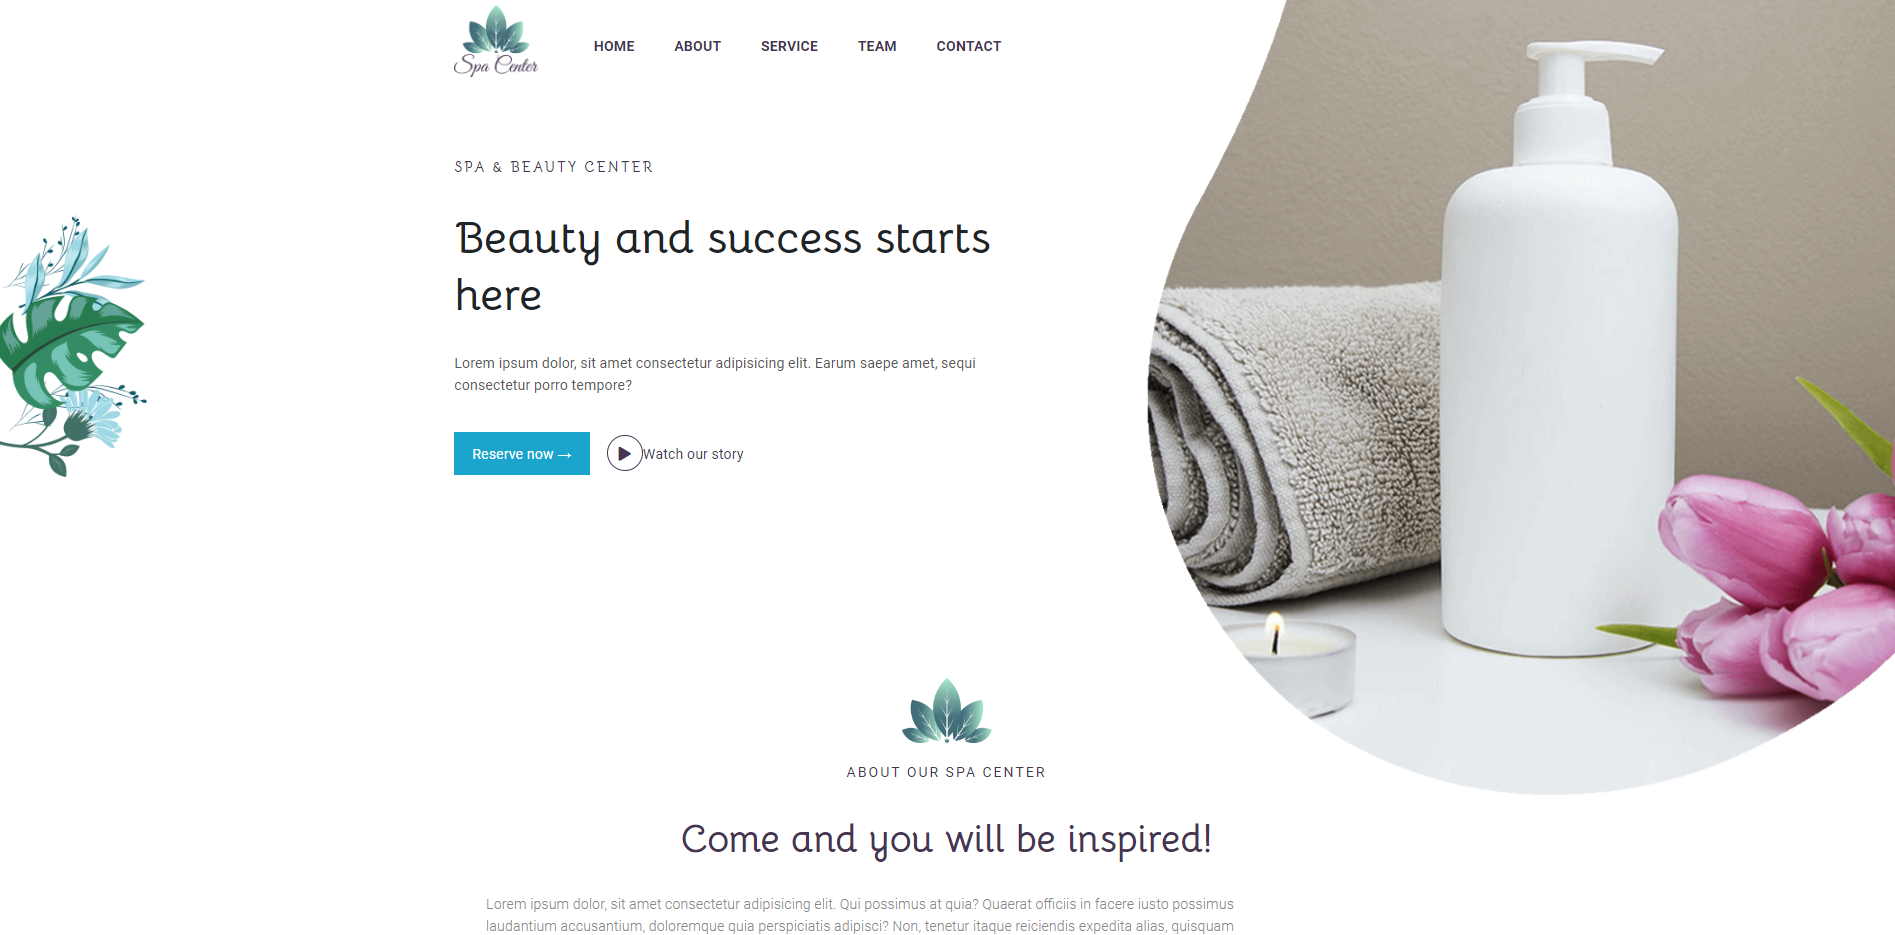 Spa Center
HOME ABOUT SERVICE TEAM CONTACT
SPA & BEAUTY CENTER
Beauty and success starts
here
Lorem ipsum dolor, sit amet consectetur adipisicing elit. Earum saepe amet, sequi
consectetur porro tempore?
Reserve now → Watch our story
ABOUT OUR SPA CENTER
Come and you will be inspired!
Lorem ipsum dolor, sit amet consectetur adipisicing elit. Qui possimus at quia? Quaerat officiis in facere iusto possimus
laudantium accusantium, doloremque quia perspiciatis adipisci? Non, tenetur itaque reiciendis expedita alias, quisquam